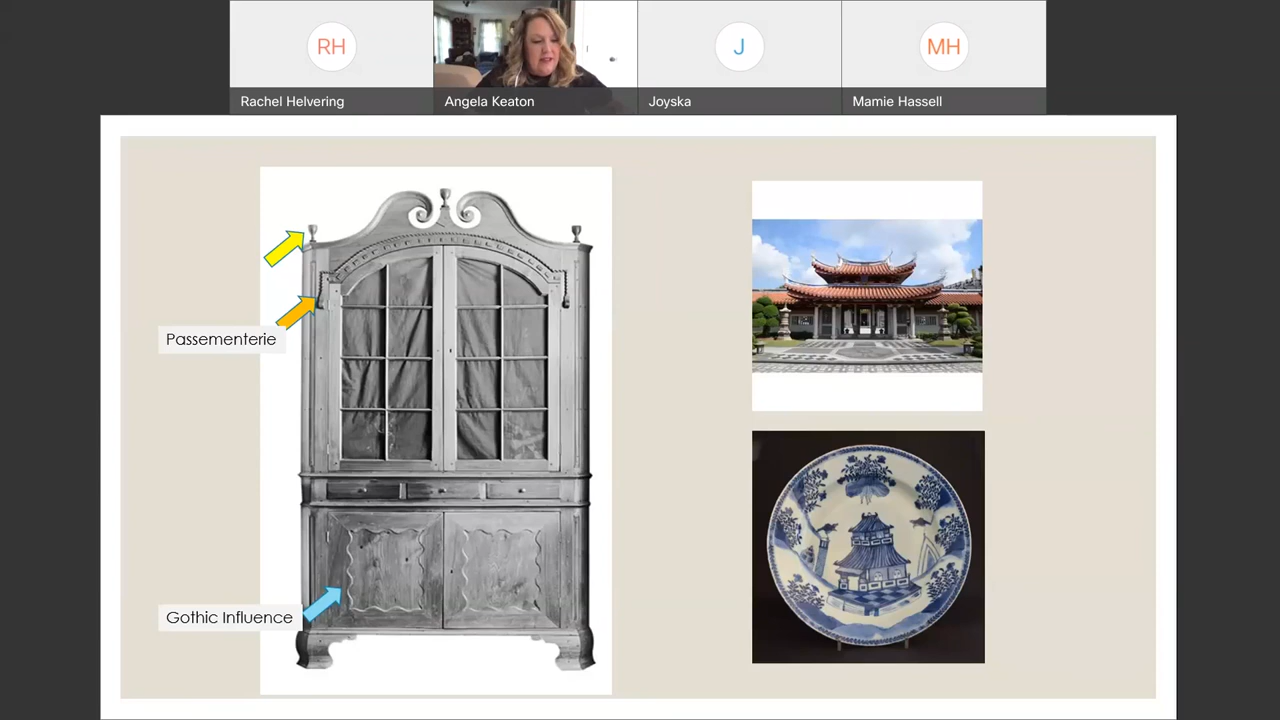 RH
J
MH
Rachel Helvering
Angela Keaton
Joyska
Mamie Hassell
Passementerie
Gothic Influence